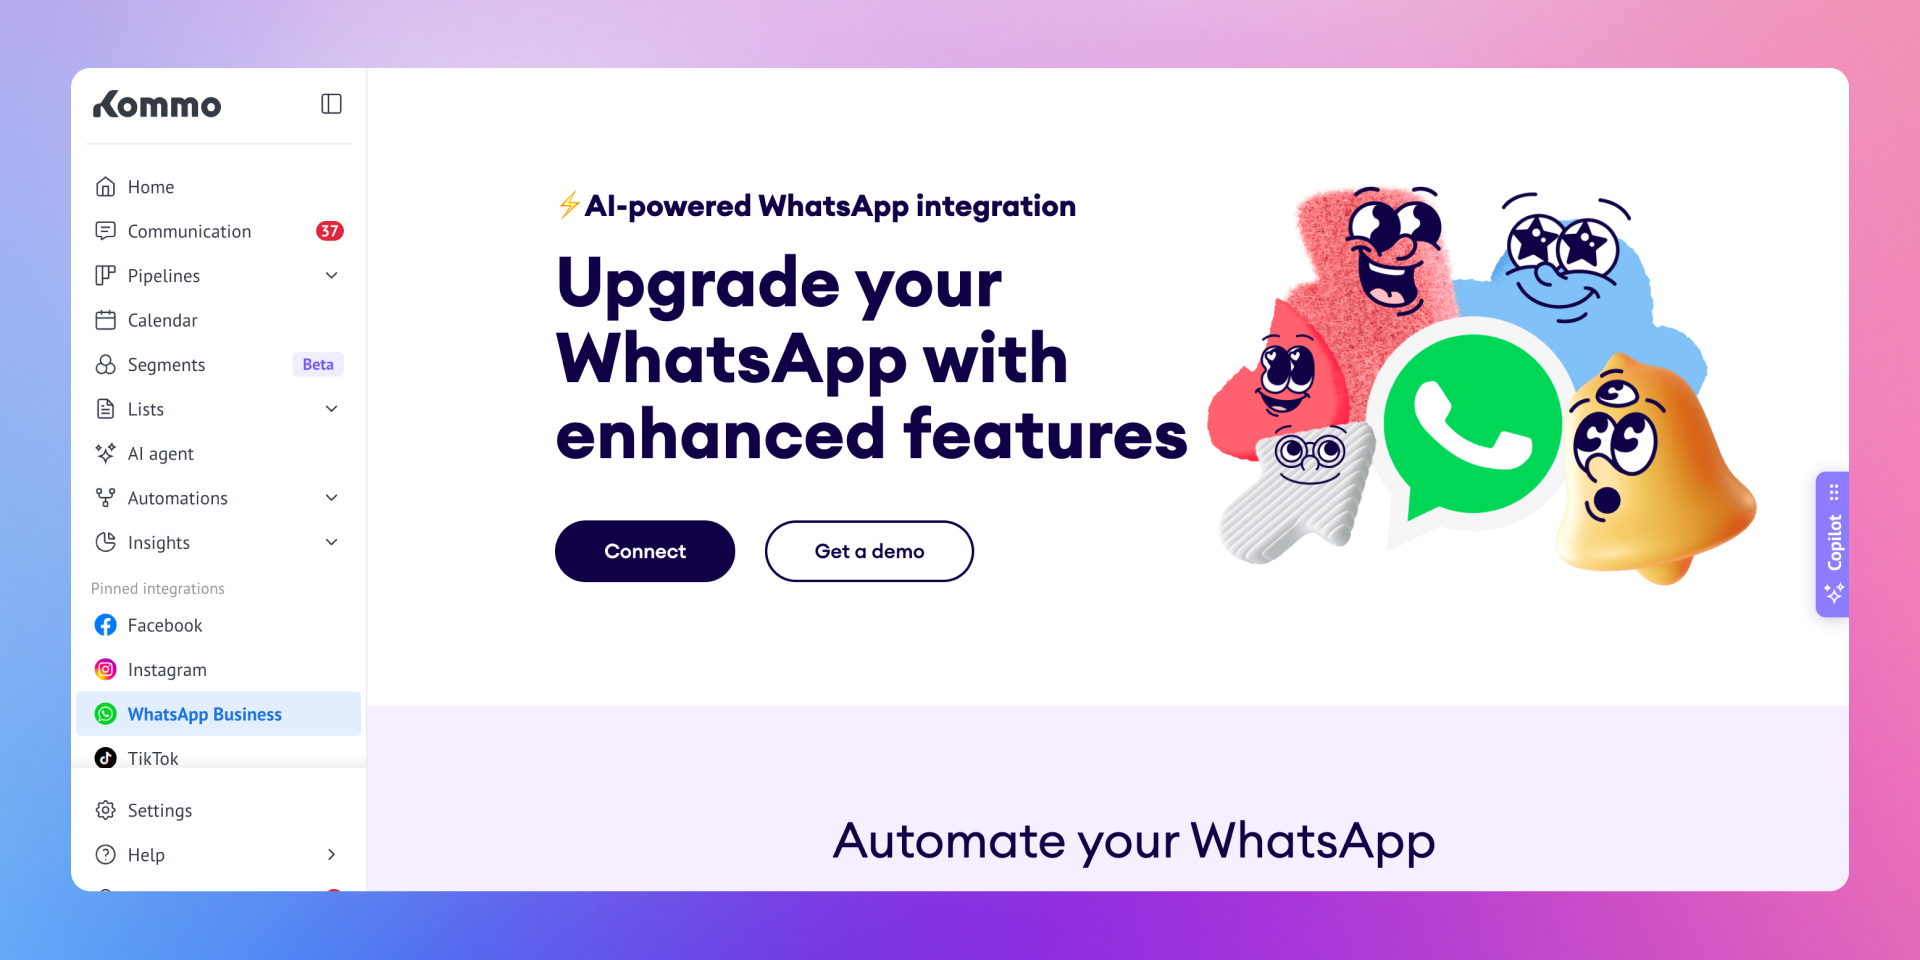 Kommo
Home
Communication 37
Pipelines
Calendar
Segments Beta
Lists
AI agent
Automations
Insights
Pinned integrations
Facebook
Instagram
WhatsApp Business
TikTok
Settings
Help
⚡AI-powered WhatsApp integration
Upgrade your
WhatsApp with
enhanced features
Connect
Get a demo
Copilot
Automate your WhatsApp